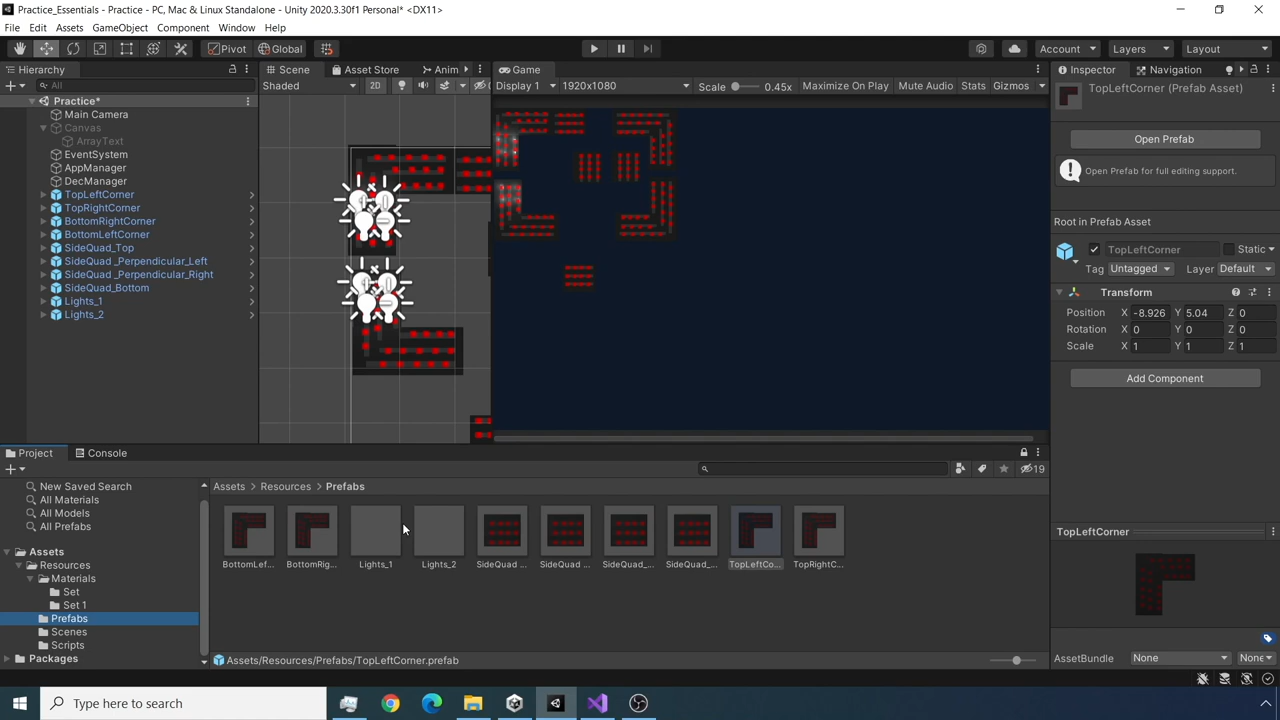 Practice_Essentials - Practice - PC, Mac & Linux Standalone - Unity 2020.3.30f1 Personal* <DX11>
File Edit Assets GameObject Component Window Help
Pivot Global Account Layers Layout
Hierarchy
All
Practice*
Main Camera
Canvas
ArrayText
EventSystem
AppManager
DecManager
TopLeftCorner
TopRightCorner
BottomRightCorner
BottomLeftCorner
SideQuad_Top
SideQuad _Perpendicular_Left
SideQuad _Perpendicular_Right
SideQuad_Bottom
Lights_1
Lights_2
Scene Asset Store Anim
Shaded 2D
Game
Display 1 1920x1080 Scale 0.45x Maximize On Play Mute Audio Stats Gizmos
Inspector Navigation
TopLeftCorner (Prefab Asset)
Open Prefab
Open Prefab for full editing support.
Root in Prefab Asset
TopLeftCorner Static
Tag Untagged Layer Default
Transform
Position X -8.926 Y 5.04 Z 0
Rotation X 0 Y 0 Z 0
Scale X 1 Y 1 Z 1
Add Component
TopLeftCorner
AssetBundle None None
Project Console
19
New Saved Search
All Materials
All Models
All Prefabs
Assets
Resources
Materials
Set
Set 1
Prefabs
Scenes
Scripts
Packages
Assets Resources Prefabs
BottomLef... BottomRig... Lights_1 Lights_2 SideQuad ... SideQuad ... SideQuad_... SideQuad_... TopLeftCo... TopRightC...
Assets/Resources/Prefabs/TopLeftCorner.prefab
Type here to search